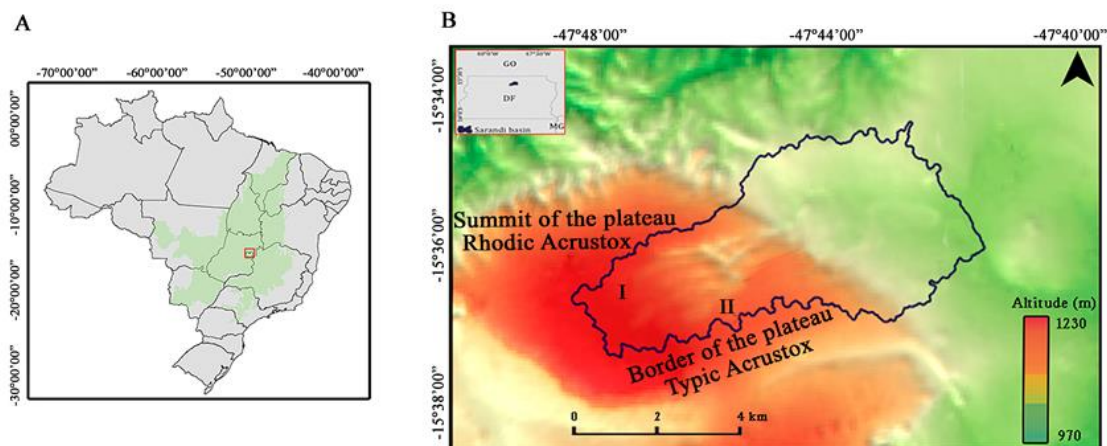 A
-70°00'00" -60°00'00" -50°00'00" -40°00'00"
00°00'00"
-10°00'00"
-20°00'00"
-30°00'00"
B
-47°48'00" -47°44'00" -47°40'00"
-15°34'00"
-15°36'00"
-15°38'00"
GO
DF
MG
Sarandi basin
Summit of the plateau
Rhodic Acrustox
I
II
Border of the plateau
Typic Acrustox
Altitude (m)
1230
970
0 2 4 km